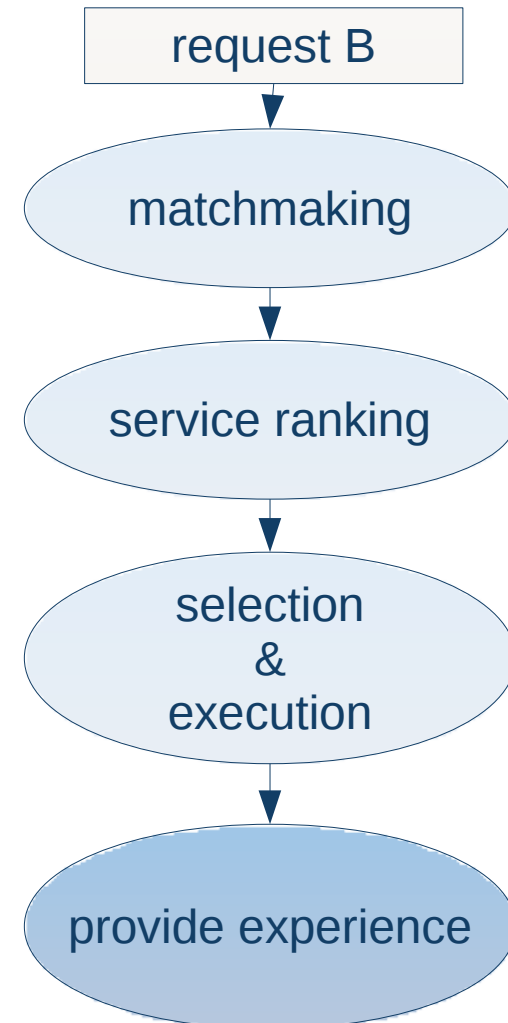 request B
matchmaking
service ranking
selection
&
execution
provide experience